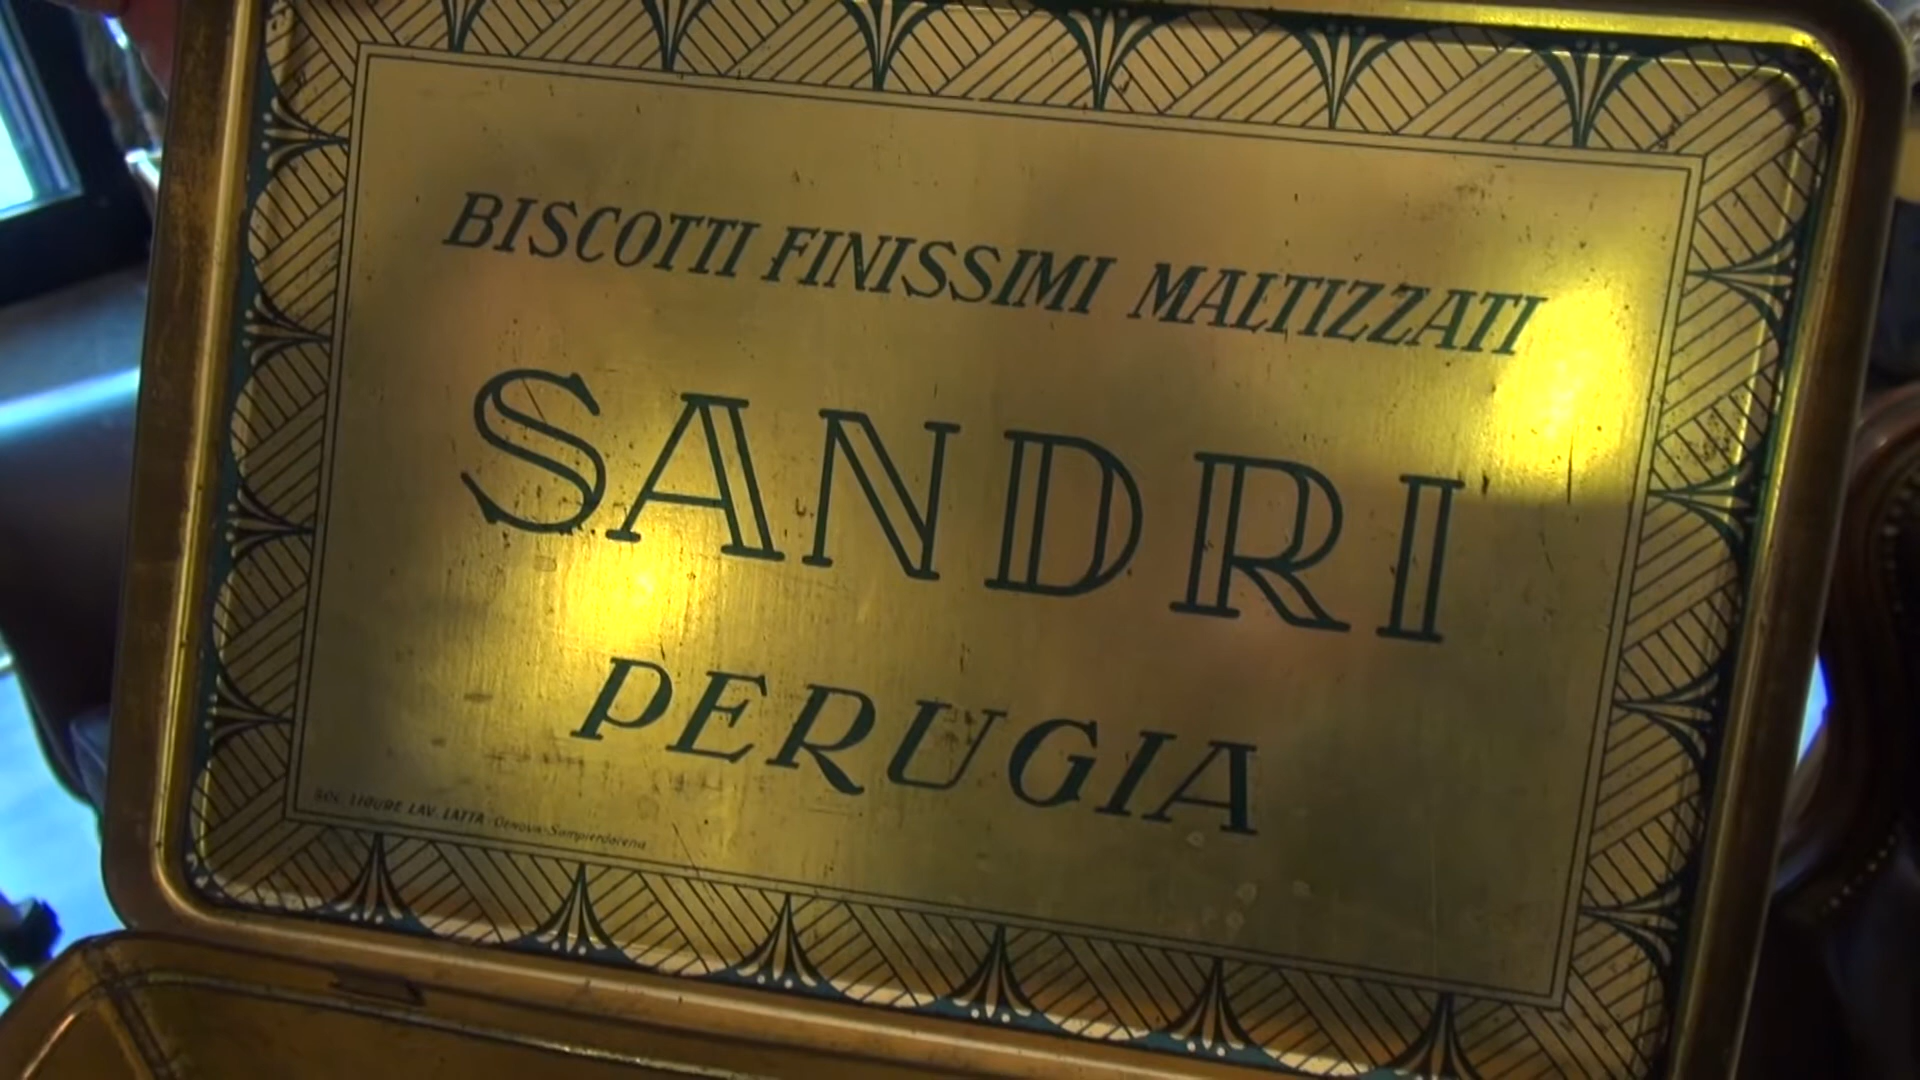 BISCOTTI FINISSIMI MALTIZZATI
SANDRI
PERUGIA
SOC. LIGURE LAV. LATTA - GENOVA-Sampierdarena